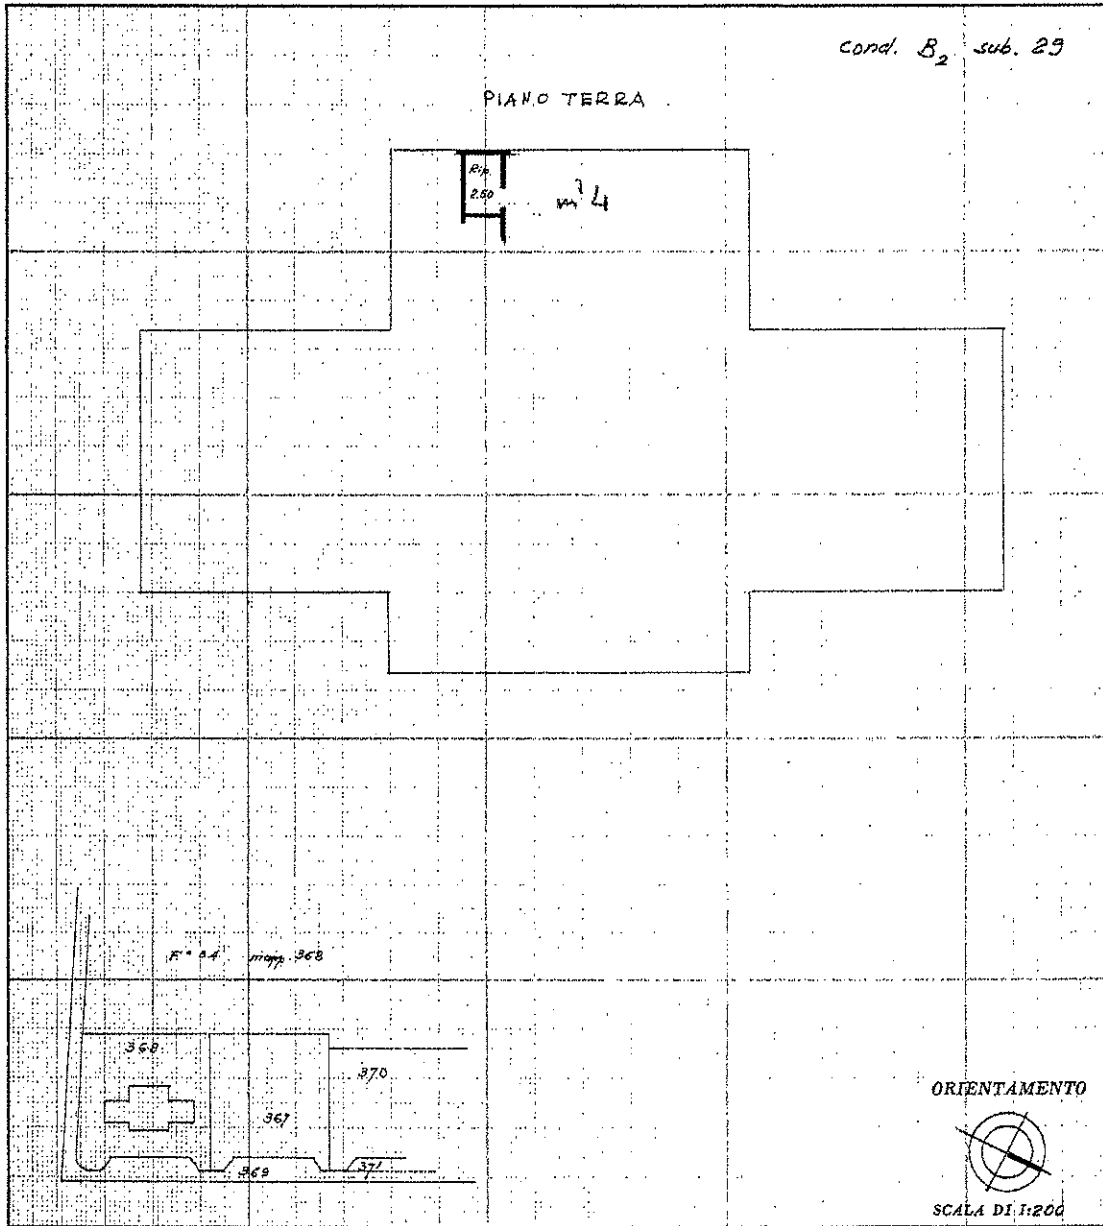 cond. B₂ sub. 29
PIANO TERRA
Rip.
2.50
m² 4
F° 34 mapp. 368
368
370
367
369
371
ORIENTAMENTO
SCALA DI 1:200